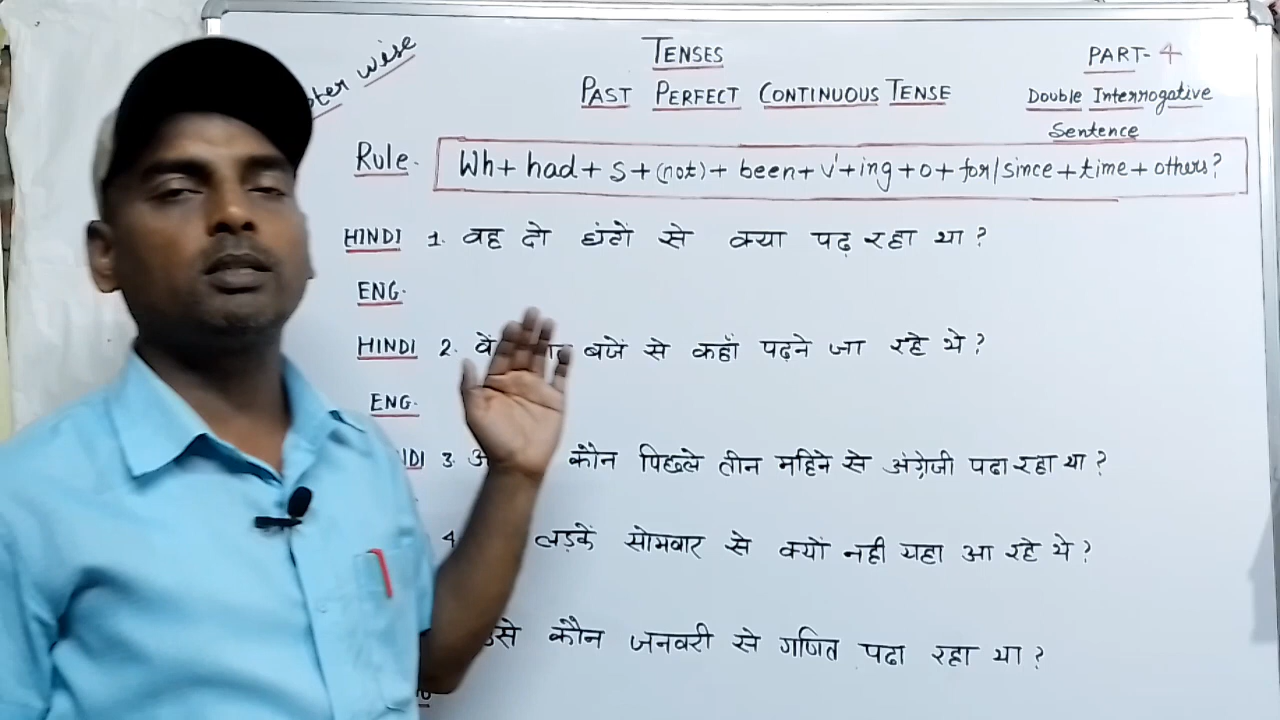 wise
TENSES
PAST PERFECT CONTINUOUS TENSE
PART- 4
Double Interrogative
Sentence
Rule. Wh+ had + S + (not) + been + V¹+ing + o + for/since + time + others?
HINDI 1. वह दो घंटों से क्या पढ़ रहा था ?
ENG.
HINDI 2. वें बजें से कहाँ पढ़ने जा रहे थे ?
ENG.
3. कौन पिछले तीन महिने से अंग्रेजी पढा रहा था ?
4. लड़कें सोमवार से क्यों नही यहा आ रहे थे ?
उसे कौन जनवरी से गणित पढा रहा था ?